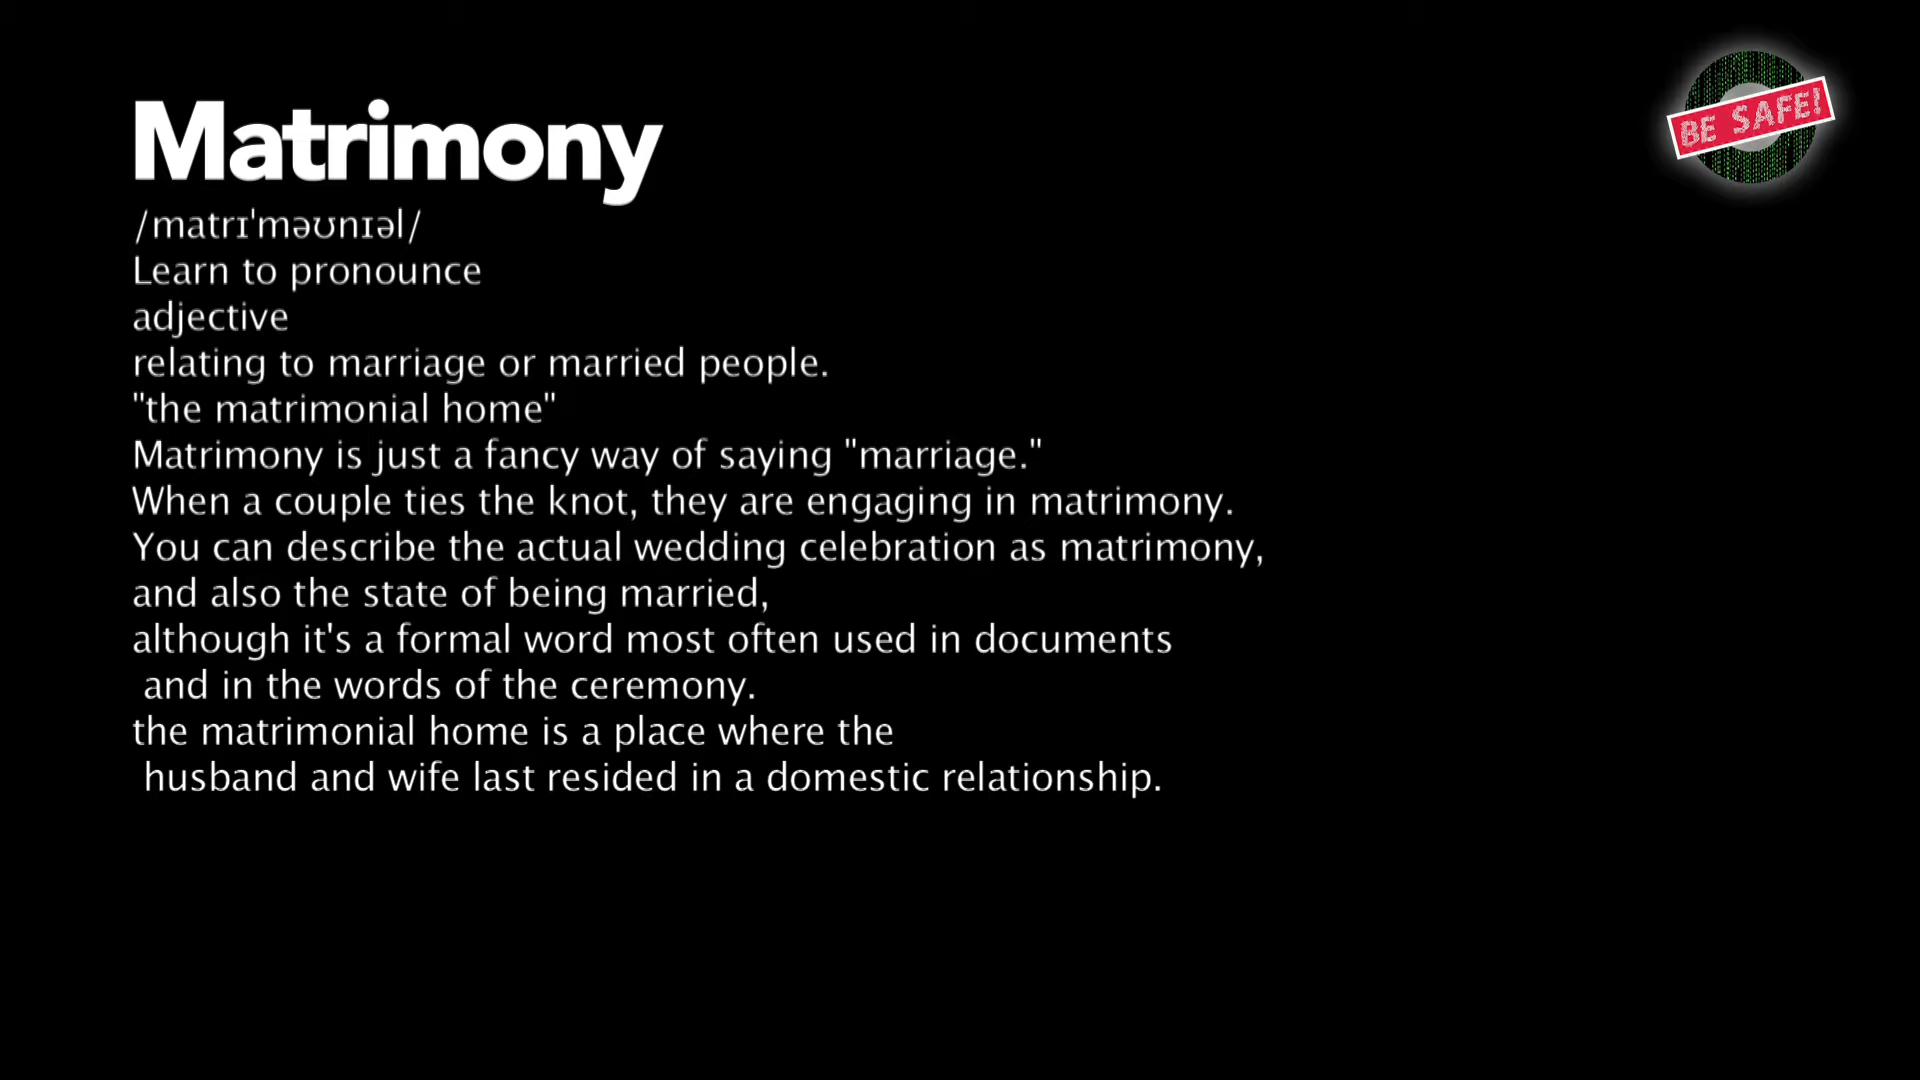 Matrimony
BE SAFE!
/matrɪˈməʊnɪəl/
Learn to pronounce
adjective
relating to marriage or married people.
"the matrimonial home"
Matrimony is just a fancy way of saying "marriage."
When a couple ties the knot, they are engaging in matrimony.
You can describe the actual wedding celebration as matrimony,
and also the state of being married,
although it's a formal word most often used in documents
and in the words of the ceremony.
the matrimonial home is a place where the
husband and wife last resided in a domestic relationship.